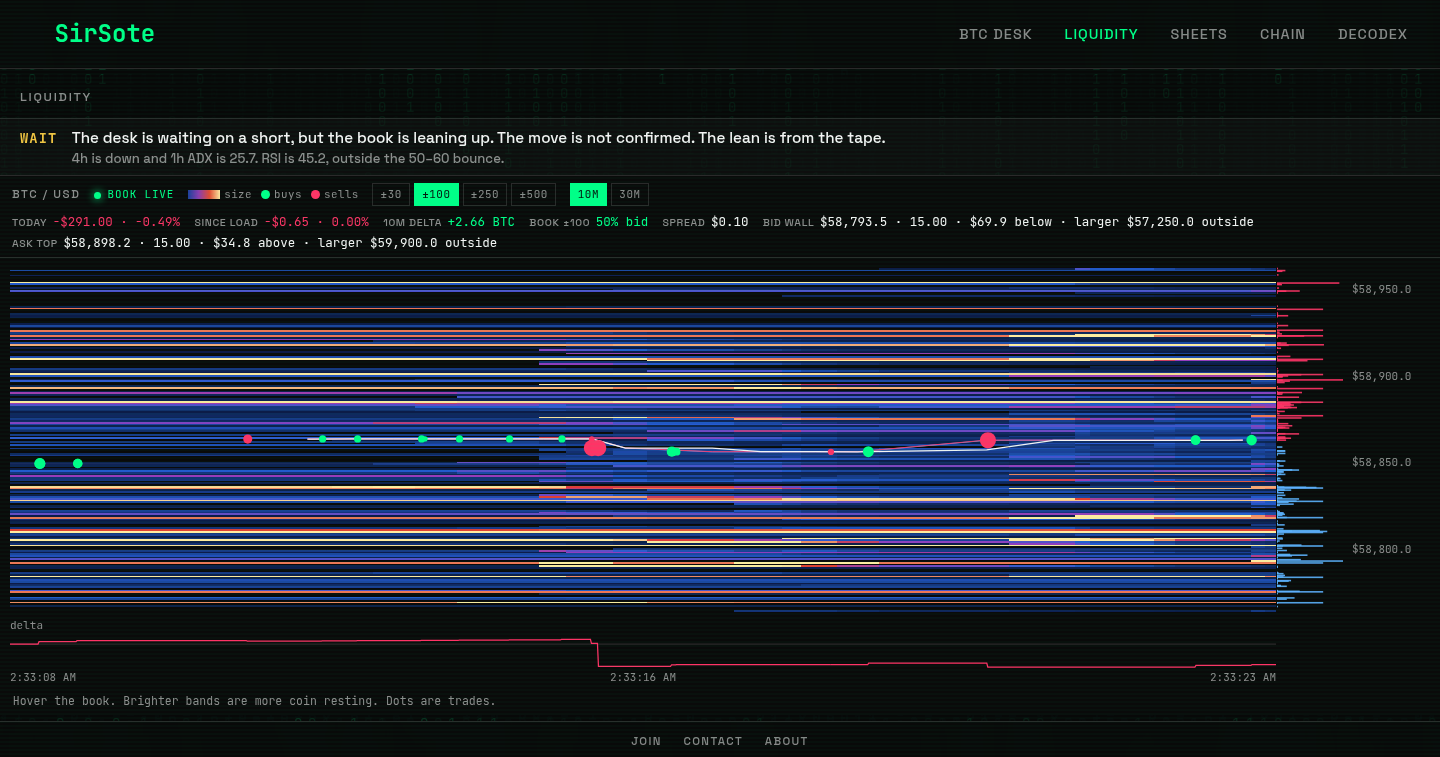 SirSote
BTC DESK LIQUIDITY SHEETS CHAIN DECODEX
LIQUIDITY
WAIT The desk is waiting on a short, but the book is leaning up. The move is not confirmed. The lean is from the tape.
4h is down and 1h ADX is 25.7. RSI is 45.2, outside the 50–60 bounce.
BTC / USD BOOK LIVE size buys sells ±30 ±100 ±250 ±500 10M 30M
TODAY -$291.00 · -0.49% SINCE LOAD -$0.65 · 0.00% 10M DELTA +2.66 BTC BOOK ±100 50% bid SPREAD $0.10 BID WALL $58,793.5 · 15.00 · $69.9 below · larger $57,250.0 outside
ASK TOP $58,898.2 · 15.00 · $34.8 above · larger $59,900.0 outside
$58,950.0
$58,900.0
$58,850.0
$58,800.0
delta
2:33:08 AM 2:33:16 AM 2:33:23 AM
Hover the book. Brighter bands are more coin resting. Dots are trades.
JOIN CONTACT ABOUT